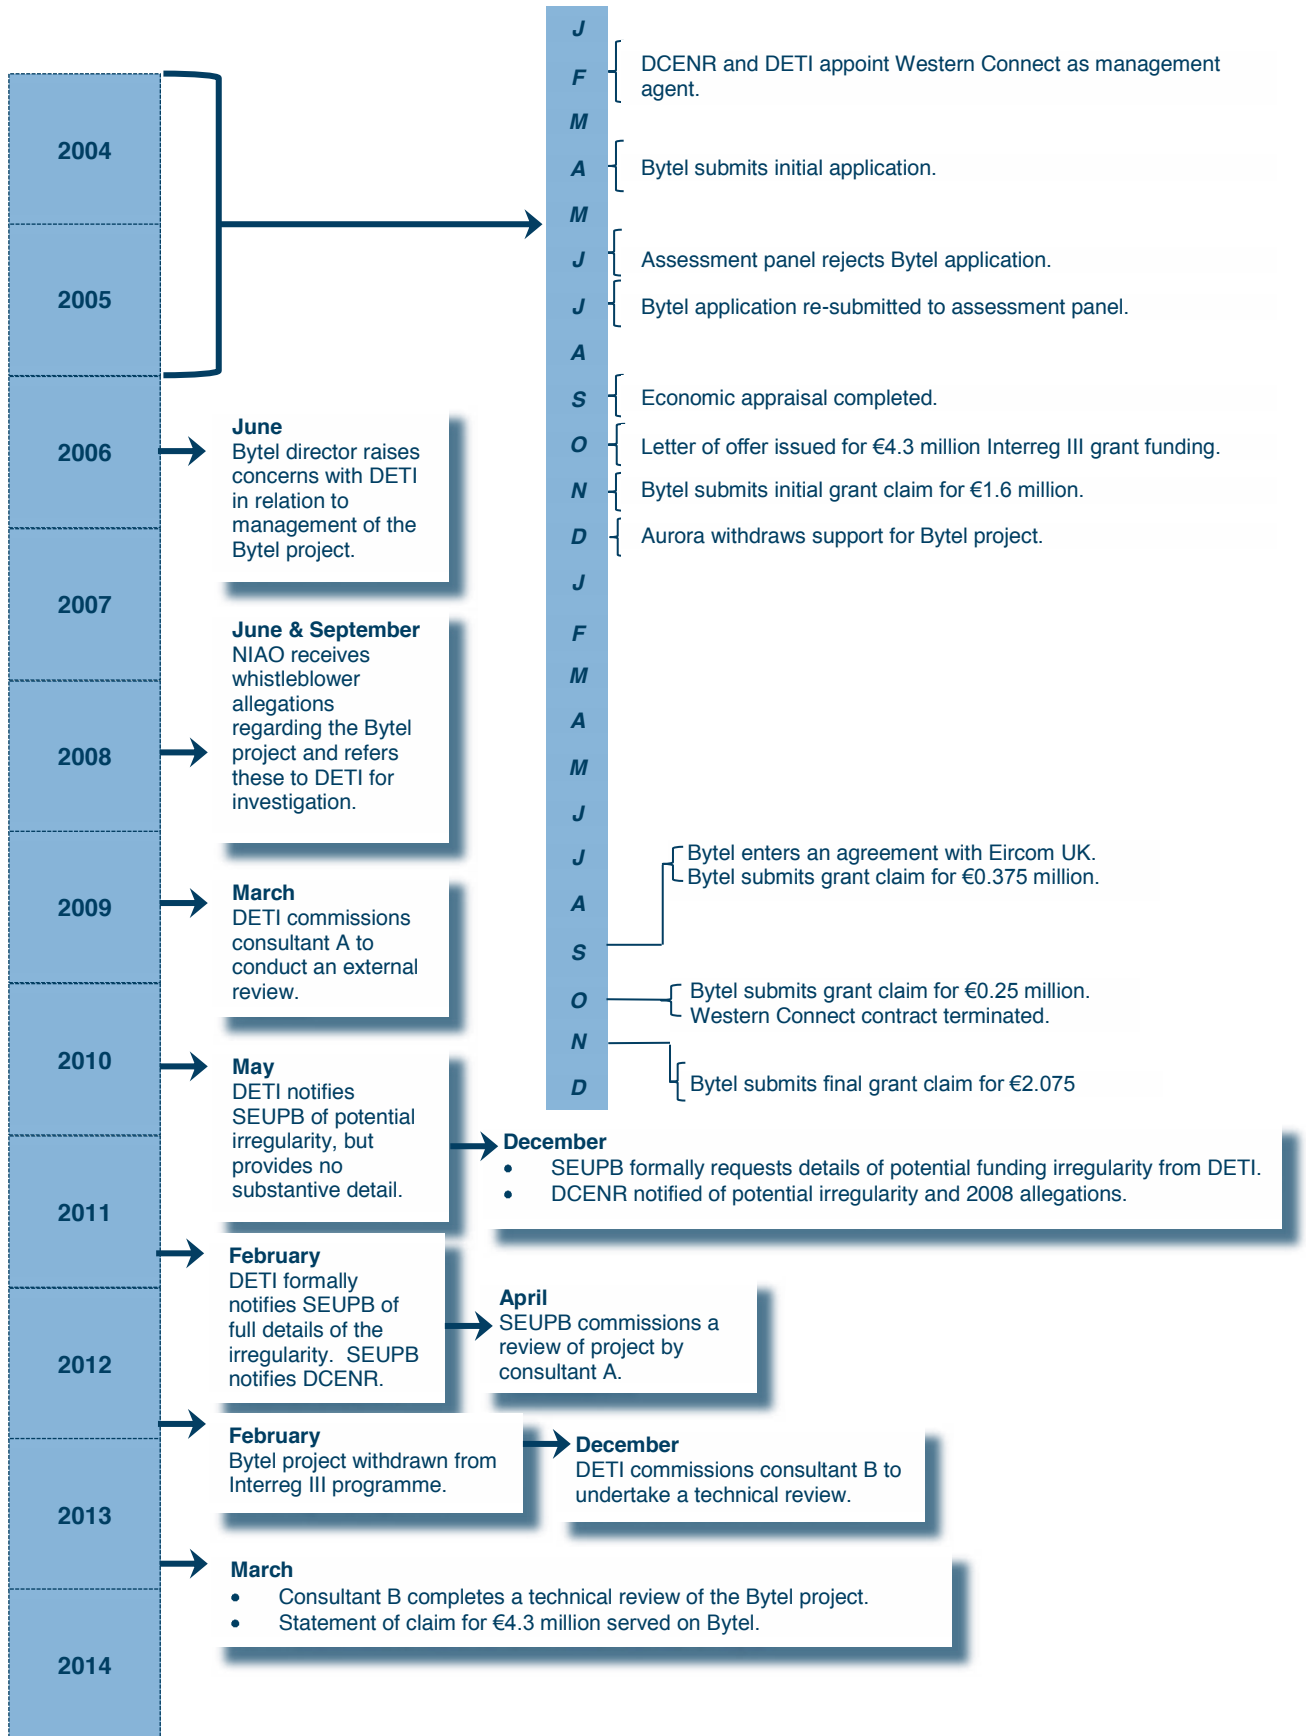 2004
2005
2006
2007
2008
2009
2010
2011
2012
2013
2014
J
F
DCENR and DETI appoint Western Connect as management
agent.
M
A
Bytel submits initial application.
M
J
Assessment panel rejects Bytel application.
J
Bytel application re-submitted to assessment panel.
A
S
Economic appraisal completed.
O
Letter of offer issued for €4.3 million Interreg III grant funding.
N
Bytel submits initial grant claim for €1.6 million.
D
Aurora withdraws support for Bytel project.
J
F
M
A
M
J
J
A
S
Bytel enters an agreement with Eircom UK.
Bytel submits grant claim for €0.375 million.
O
Bytel submits grant claim for €0.25 million.
Western Connect contract terminated.
N
D
Bytel submits final grant claim for €2.075
June
Bytel director raises
concerns with DETI
in relation to
management of the
Bytel project.
June & September
NIAO receives
whistleblower
allegations
regarding the Bytel
project and refers
these to DETI for
investigation.
March
DETI commissions
consultant A to
conduct an external
review.
May
DETI notifies
SEUPB of potential
irregularity, but
provides no
substantive detail.
December
• SEUPB formally requests details of potential funding irregularity from DETI.
• DCENR notified of potential irregularity and 2008 allegations.
February
DETI formally
notifies SEUPB of
full details of the
irregularity. SEUPB
notifies DCENR.
April
SEUPB commissions a
review of project by
consultant A.
February
Bytel project withdrawn from
Interreg III programme.
December
DETI commissions consultant B to
undertake a technical review.
March
• Consultant B completes a technical review of the Bytel project.
• Statement of claim for €4.3 million served on Bytel.